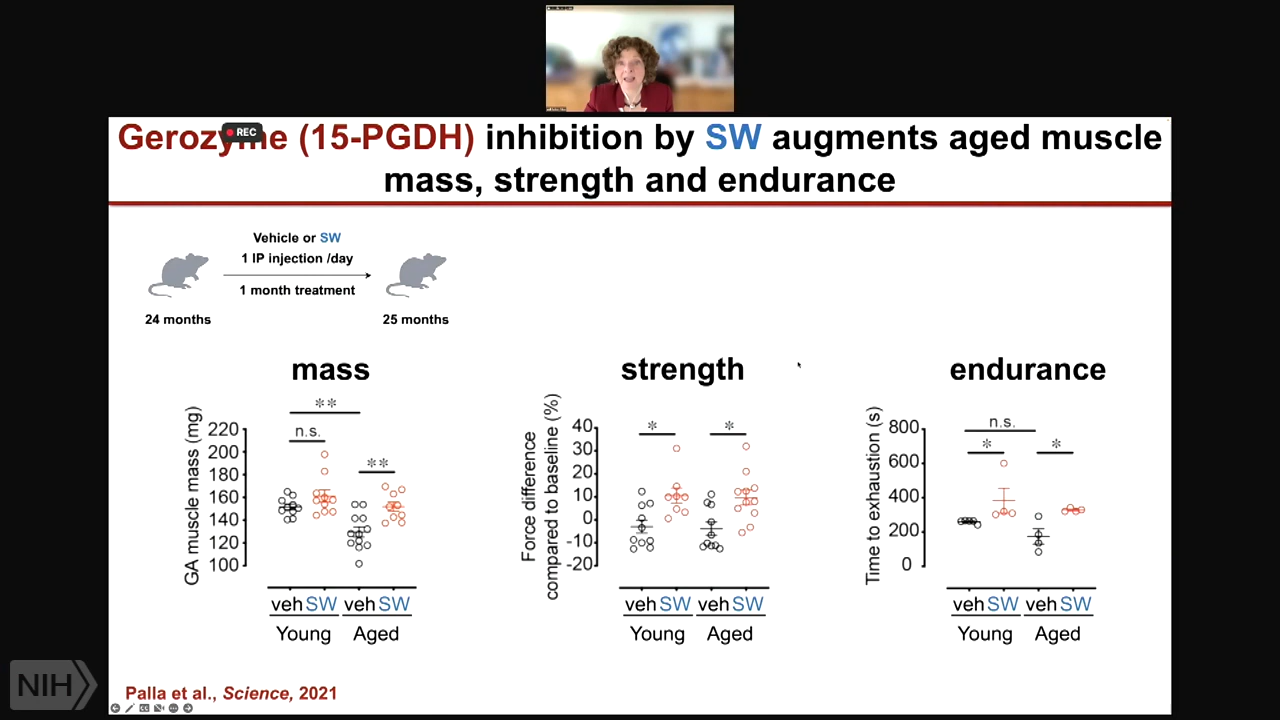 REC
Gerozyme (15-PGDH) inhibition by SW augments aged muscle
mass, strength and endurance
Vehicle or SW
1 IP injection /day
1 month treatment
24 months
25 months
mass
strength
endurance
GA muscle mass (mg)
220
200
180
160
140
120
100
**
n.s.
**
veh SW veh SW
Young Aged
Force difference
compared to baseline (%)
40
30
20
10
0
-10
-20
*
*
veh SW veh SW
Young Aged
Time to exhaustion (s)
800
600
400
200
0
n.s.
*
*
veh SW veh SW
Young Aged
NIH
Palla et al., Science, 2021